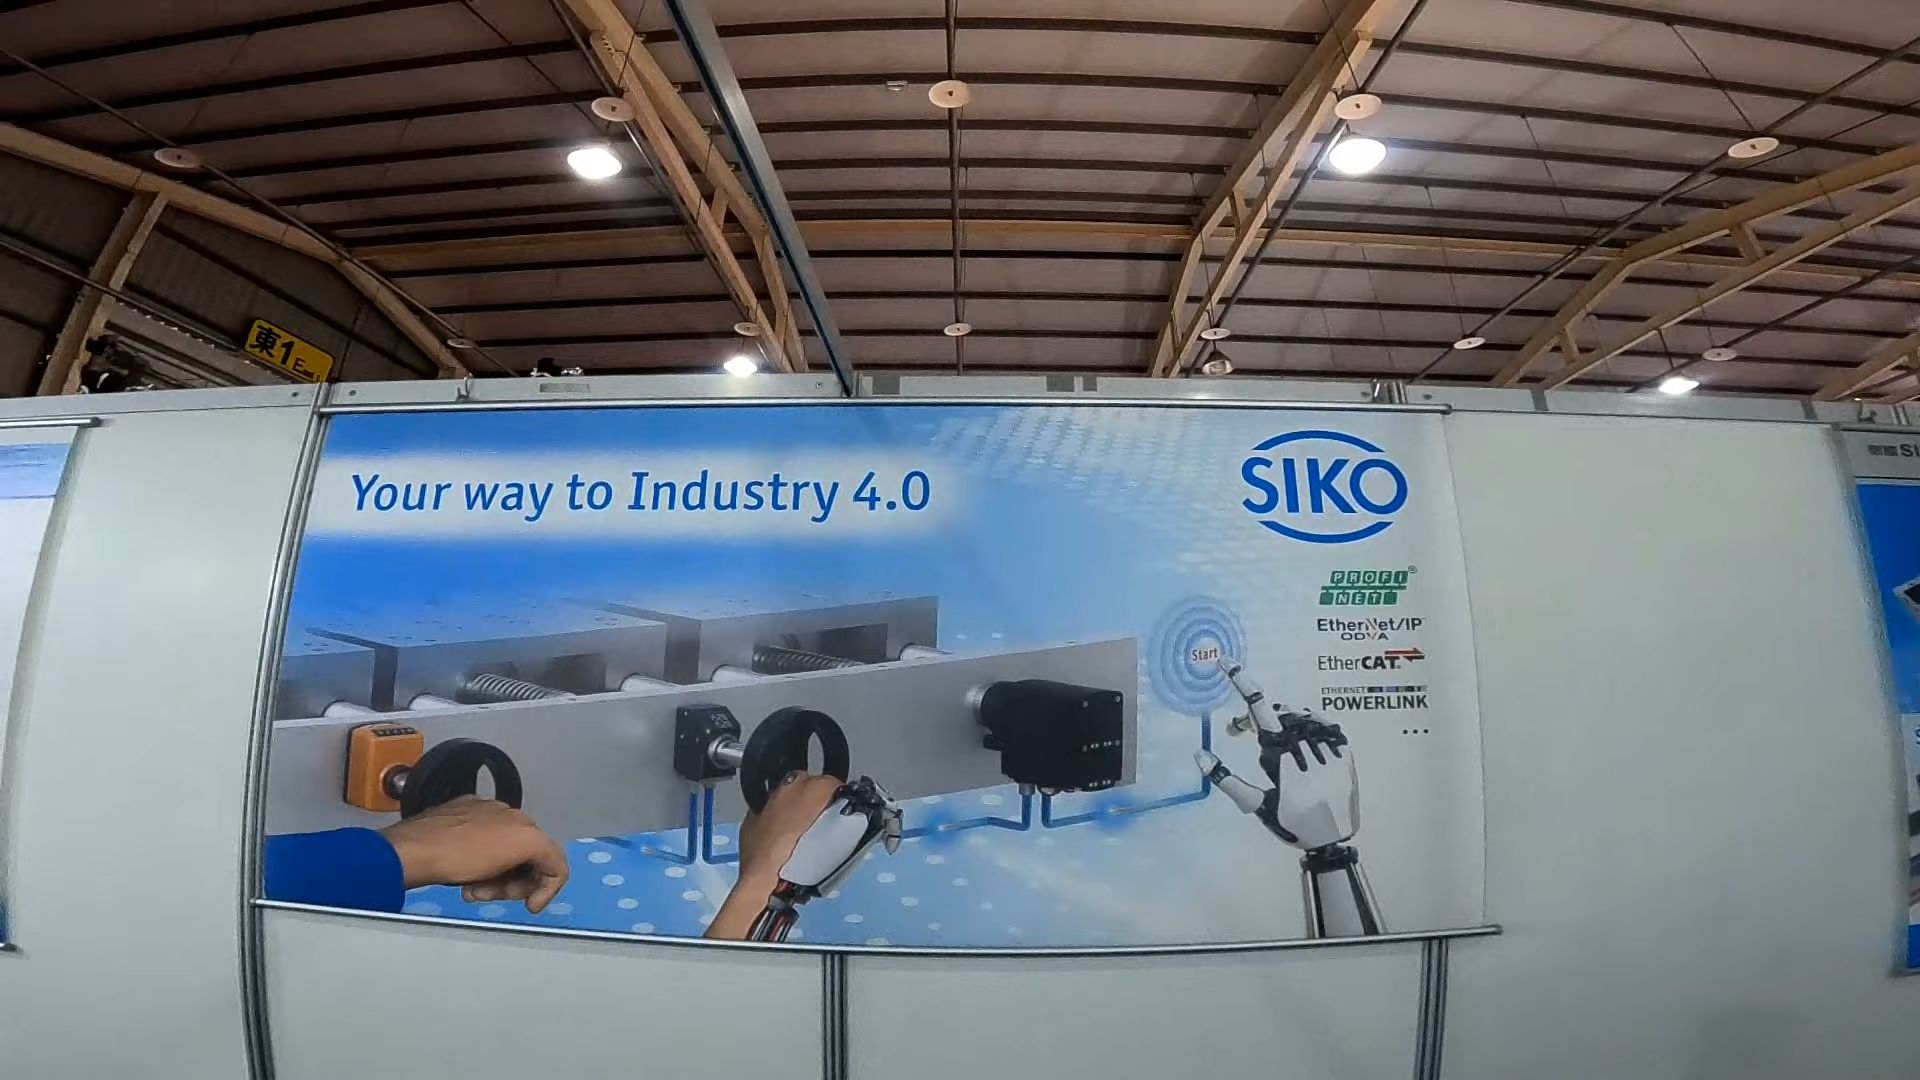 東1
Your way to Industry 4.0
SIKO
PROFI®
NET
EtherNet/IP
ODVA
EtherCAT
ETHERNET
POWERLINK
...
Start